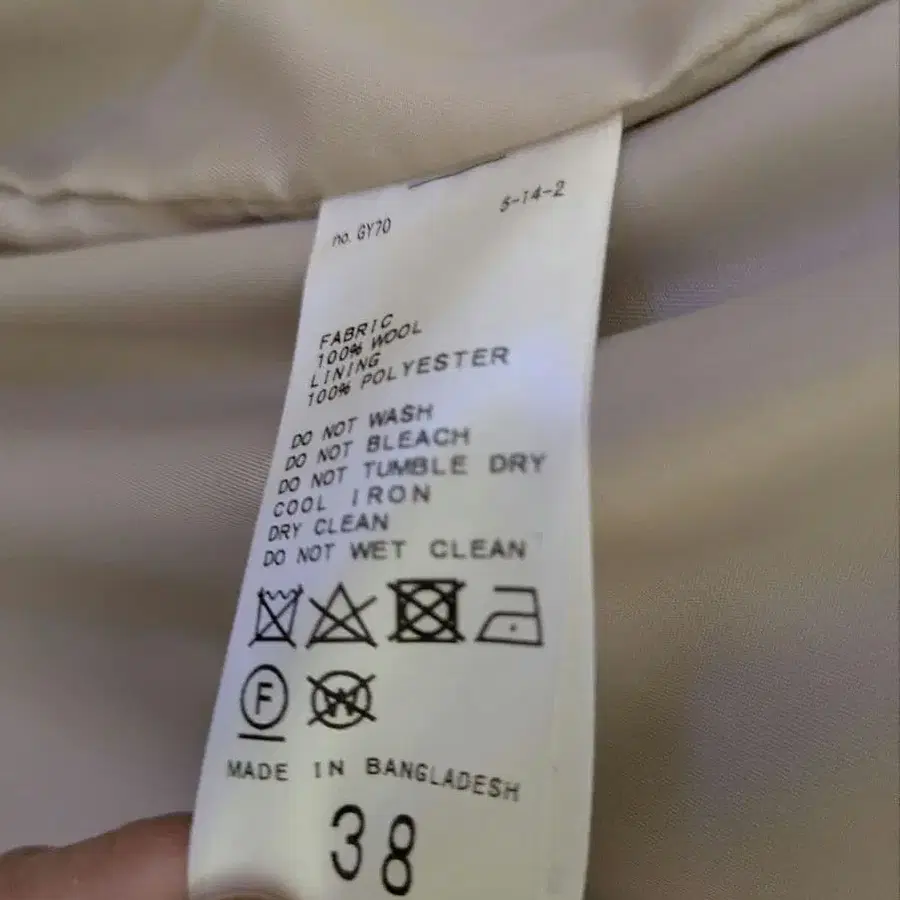 no. GY70 5-14-2
FABRIC
100% WOOL
LINING
100% POLYESTER
DO NOT WASH
DO NOT BLEACH
DO NOT TUMBLE DRY
COOL IRON
DRY CLEAN
DO NOT WET CLEAN
F W
MADE IN BANGLADESH
38